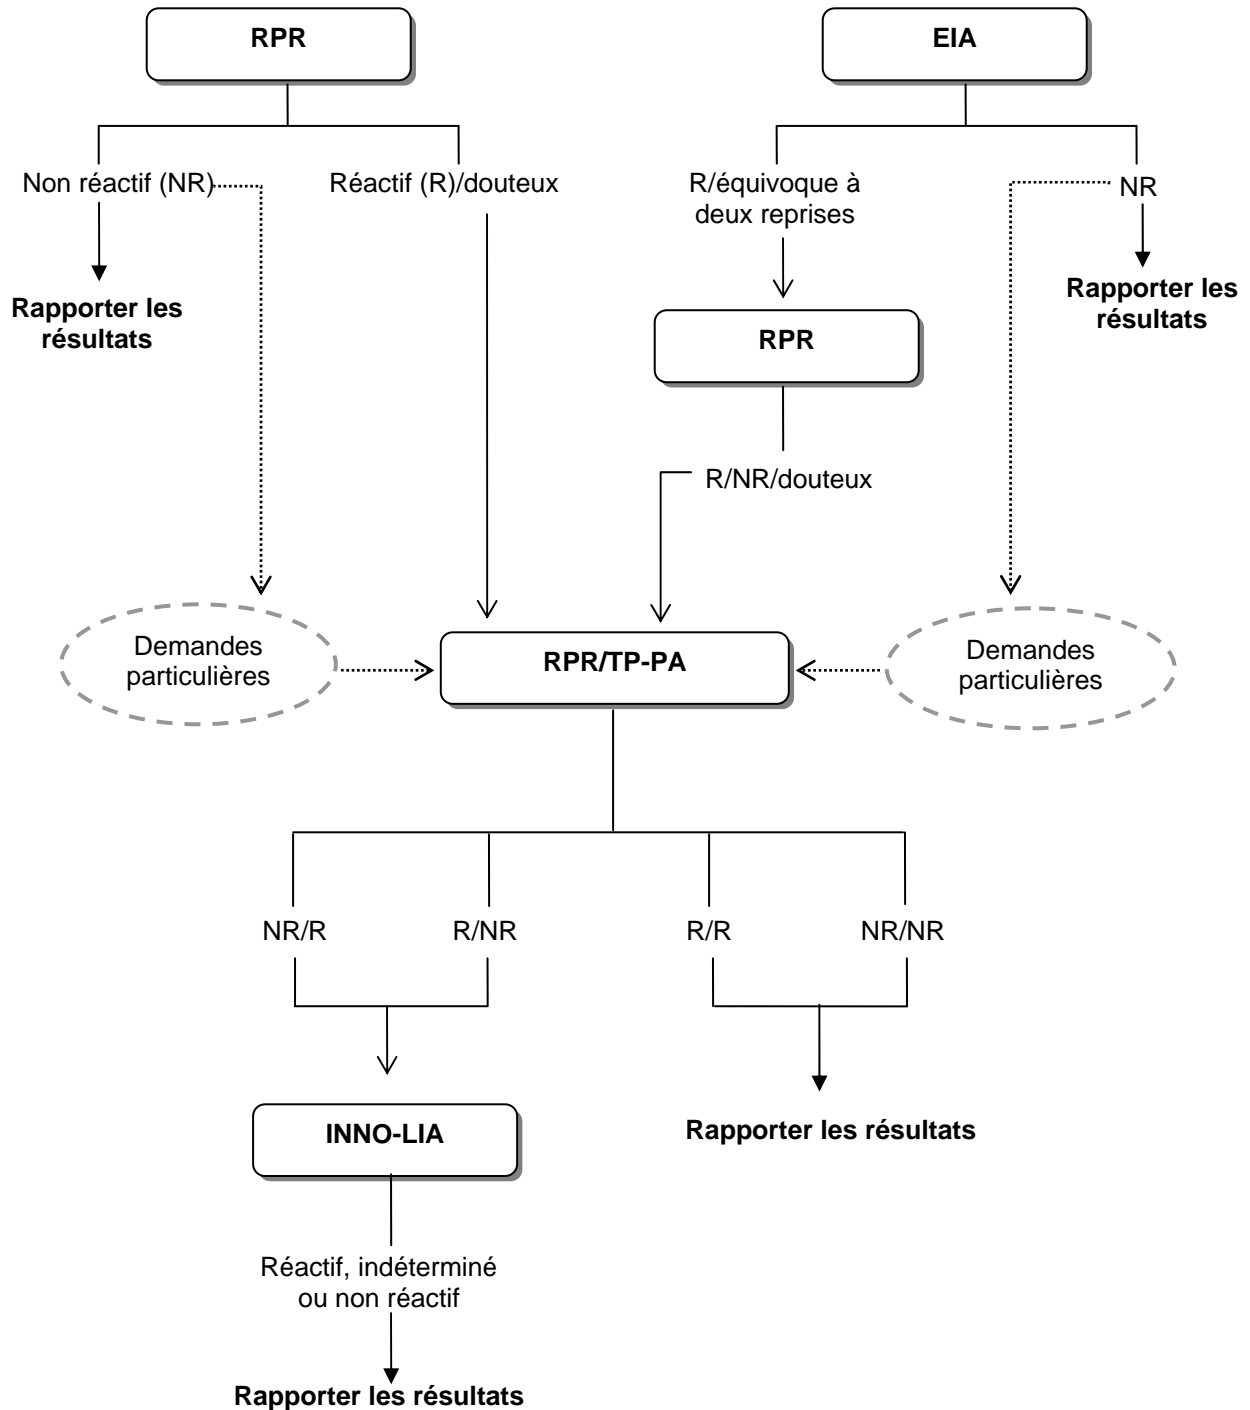 RPR
EIA
Non réactif (NR)
Réactif (R)/douteux
R/équivoque à
deux reprises
NR
Rapporter les
résultats
Rapporter les
résultats
RPR
R/NR/douteux
Demandes
particulières
RPR/TP-PA
Demandes
particulières
NR/R
R/NR
R/R
NR/NR
INNO-LIA
Rapporter les résultats
Réactif, indéterminé
ou non réactif
Rapporter les résultats